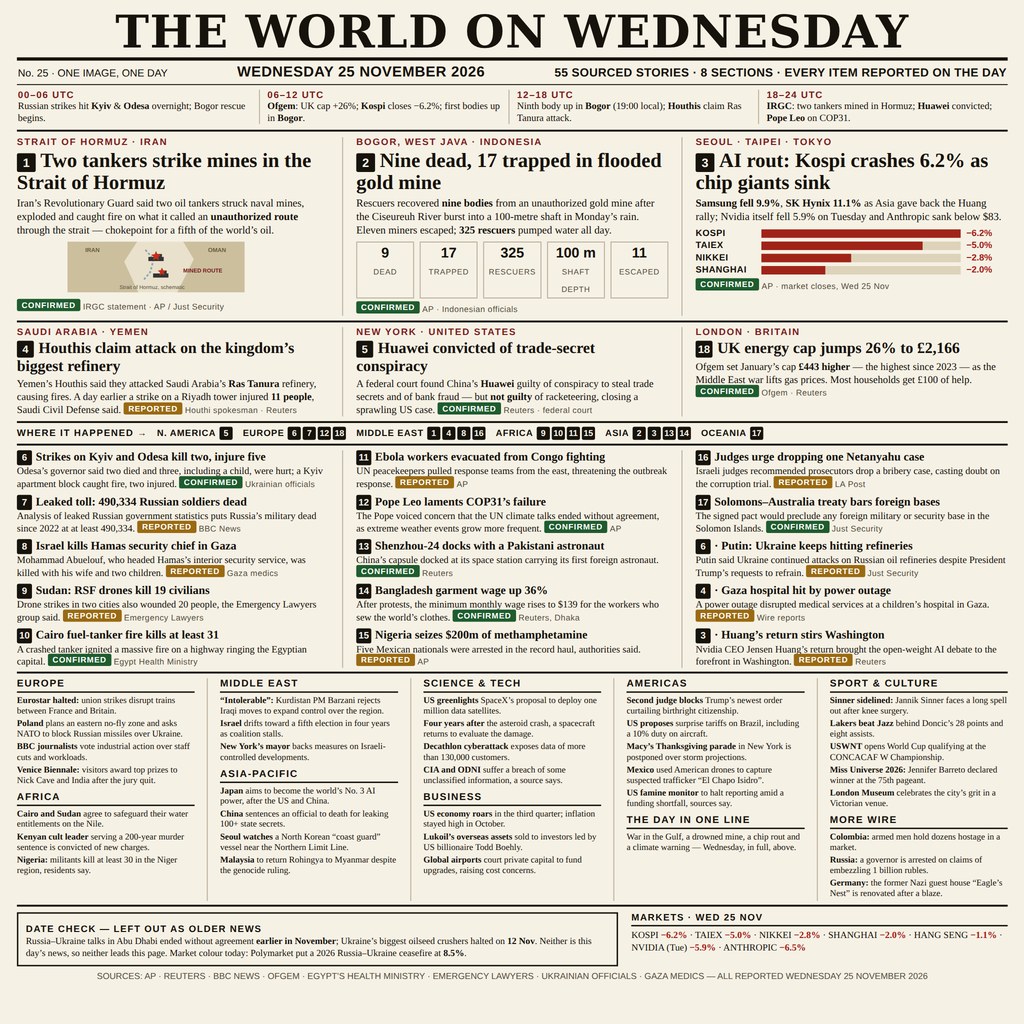 THE WORLD ON WEDNESDAY
No. 25 · ONE IMAGE, ONE DAY
WEDNESDAY 25 NOVEMBER 2026
55 SOURCED STORIES · 8 SECTIONS · EVERY ITEM REPORTED ON THE DAY
00–06 UTC
Russian strikes hit Kyiv & Odesa overnight; Bogor rescue
begins.
06–12 UTC
Ofgem: UK cap +26%; Kospi closes −6.2%; first bodies up
in Bogor.
12–18 UTC
Ninth body up in Bogor (19:00 local); Houthis claim Ras
Tanura attack.
18–24 UTC
IRGC: two tankers mined in Hormuz; Huawei convicted;
Pope Leo on COP31.
STRAIT OF HORMUZ · IRAN
1 Two tankers strike mines in the
Strait of Hormuz
Iran’s Revolutionary Guard said two oil tankers struck naval mines,
exploded and caught fire on what it called an unauthorized route
through the strait — chokepoint for a fifth of the world’s oil.
IRAN
OMAN
MINED ROUTE
Strait of Hormuz, schematic
CONFIRMED IRGC statement · AP / Just Security
BOGOR, WEST JAVA · INDONESIA
2 Nine dead, 17 trapped in flooded
gold mine
Rescuers recovered nine bodies from an unauthorized gold mine after
the Ciseureuh River burst into a 100-metre shaft in Monday’s rain.
Eleven miners escaped; 325 rescuers pumped water all day.
9
DEAD
17
TRAPPED
325
RESCUERS
100 m
SHAFT
DEPTH
11
ESCAPED
CONFIRMED AP · Indonesian officials
SEOUL · TAIPEI · TOKYO
3 AI rout: Kospi crashes 6.2% as
chip giants sink
Samsung fell 9.9%, SK Hynix 11.1% as Asia gave back the Huang
rally; Nvidia itself fell 5.9% on Tuesday and Anthropic sank below $83.
KOSPI −6.2%
TAIEX −5.0%
NIKKEI −2.8%
SHANGHAI −2.0%
CONFIRMED AP · market closes, Wed 25 Nov
SAUDI ARABIA · YEMEN
4 Houthis claim attack on the kingdom’s
biggest refinery
Yemen’s Houthis said they attacked Saudi Arabia’s Ras Tanura refinery,
causing fires. A day earlier a strike on a Riyadh tower injured 11 people,
Saudi Civil Defense said. REPORTED Houthi spokesman · Reuters
NEW YORK · UNITED STATES
5 Huawei convicted of trade-secret
conspiracy
A federal court found China’s Huawei guilty of conspiracy to steal trade
secrets and of bank fraud — but not guilty of racketeering, closing a
sprawling US case. CONFIRMED Reuters · federal court
LONDON · BRITAIN
18 UK energy cap jumps 26% to £2,166
Ofgem set January’s cap £443 higher — the highest since 2023 — as the
Middle East war lifts gas prices. Most households get £100 of help.
CONFIRMED Ofgem · Reuters
WHERE IT HAPPENED → N. AMERICA 5 EUROPE 6 7 12 18 MIDDLE EAST 1 4 8 16 AFRICA 9 10 11 15 ASIA 2 3 13 14 OCEANIA 17
6 Strikes on Kyiv and Odesa kill two, injure five
Odesa’s governor said two died and three, including a child, were hurt; a Kyiv
apartment block caught fire, two injured. CONFIRMED Ukrainian officials
7 Leaked toll: 490,334 Russian soldiers dead
Analysis of leaked Russian government statistics puts Russia’s military dead
since 2022 at at least 490,334. REPORTED BBC News
8 Israel kills Hamas security chief in Gaza
Mohammad Abuelouf, who headed Hamas’s interior security service, was
killed with his wife and two children. REPORTED Gaza medics
9 Sudan: RSF drones kill 19 civilians
Drone strikes in two cities also wounded 20 people, the Emergency Lawyers
group said. REPORTED Emergency Lawyers
10 Cairo fuel-tanker fire kills at least 31
A crashed tanker ignited a massive fire on a highway ringing the Egyptian
capital. CONFIRMED Egypt Health Ministry
11 Ebola workers evacuated from Congo fighting
UN peacekeepers pulled response teams from the east, threatening the outbreak
response. REPORTED AP
12 Pope Leo laments COP31’s failure
The Pope voiced concern that the UN climate talks ended without agreement,
as extreme weather events grow more frequent. CONFIRMED AP
13 Shenzhou-24 docks with a Pakistani astronaut
China’s capsule docked at its space station carrying its first foreign astronaut.
CONFIRMED Reuters
14 Bangladesh garment wage up 36%
After protests, the minimum monthly wage rises to $139 for the workers who
sew the world’s clothes. CONFIRMED Reuters, Dhaka
15 Nigeria seizes $200m of methamphetamine
Five Mexican nationals were arrested in the record haul, authorities said.
REPORTED AP
16 Judges urge dropping one Netanyahu case
Israeli judges recommended prosecutors drop a bribery case, casting doubt on
the corruption trial. REPORTED LA Post
17 Solomons–Australia treaty bars foreign bases
The signed pact would preclude any foreign military or security base in the
Solomon Islands. CONFIRMED Just Security
6 · Putin: Ukraine keeps hitting refineries
Putin said Ukraine continued attacks on Russian oil refineries despite President
Trump’s requests to refrain. REPORTED Just Security
4 · Gaza hospital hit by power outage
A power outage disrupted medical services at a children’s hospital in Gaza.
REPORTED Wire reports
3 · Huang’s return stirs Washington
Nvidia CEO Jensen Huang’s return brought the open-weight AI debate to the
forefront in Washington. REPORTED Reuters
EUROPE
Eurostar halted: union strikes disrupt trains
between France and Britain.
Poland plans an eastern no-fly zone and asks
NATO to block Russian missiles over Ukraine.
BBC journalists vote industrial action over staff
cuts and workloads.
Venice Biennale: visitors award top prizes to
Nick Cave and India after the jury quit.
AFRICA
Cairo and Sudan agree to safeguard their water
entitlements on the Nile.
Kenyan cult leader serving a 200-year murder
sentence is convicted of new charges.
Nigeria: militants kill at least 30 in the Niger
region, residents say.
MIDDLE EAST
“Intolerable”: Kurdistan PM Barzani rejects
Iraqi moves to expand control over the region.
Israel drifts toward a fifth election in four years
as coalition stalls.
New York’s mayor backs measures on Israeli-
controlled developments.
ASIA-PACIFIC
Japan aims to become the world’s No. 3 AI
power, after the US and China.
China sentences an official to death for leaking
100+ state secrets.
Seoul watches a North Korean “coast guard”
vessel near the Northern Limit Line.
Malaysia to return Rohingya to Myanmar despite
the genocide ruling.
SCIENCE & TECH
US greenlights SpaceX’s proposal to deploy one
million data satellites.
Four years after the asteroid crash, a spacecraft
returns to evaluate the damage.
Decathlon cyberattack exposes data of more
than 130,000 customers.
CIA and ODNI suffer a breach of some
unclassified information, a source says.
BUSINESS
US economy roars in the third quarter; inflation
stayed high in October.
Lukoil’s overseas assets sold to investors led by
US billionaire Todd Boehly.
Global airports court private capital to fund
upgrades, raising cost concerns.
AMERICAS
Second judge blocks Trump’s newest order
curtailing birthright citizenship.
US proposes surprise tariffs on Brazil, including
a 10% duty on aircraft.
Macy’s Thanksgiving parade in New York is
postponed over storm projections.
Mexico used American drones to capture
suspected trafficker “El Chapo Isidro”.
US famine monitor to halt reporting amid a
funding shortfall, sources say.
THE DAY IN ONE LINE
War in the Gulf, a drowned mine, a chip rout and
a climate warning — Wednesday, in full, above.
SPORT & CULTURE
Sinner sidelined: Jannik Sinner faces a long spell
out after knee surgery.
Lakers beat Jazz behind Doncic’s 28 points and
eight assists.
USWNT opens World Cup qualifying at the
CONCACAF W Championship.
Miss Universe 2026: Jennifer Barreto declared
winner at the 75th pageant.
London Museum celebrates the city’s grit in a
Victorian venue.
MORE WIRE
Colombia: armed men hold dozens hostage in a
market.
Russia: a governor is arrested on claims of
embezzling 1 billion rubles.
Germany: the former Nazi guest house “Eagle’s
Nest” is renovated after a blaze.
DATE CHECK — LEFT OUT AS OLDER NEWS
Russia–Ukraine talks in Abu Dhabi ended without agreement earlier in November; Ukraine’s biggest oilseed crushers halted on 12 Nov. Neither is this
day’s news, so neither leads this page. Market colour today: Polymarket put a 2026 Russia–Ukraine ceasefire at 8.5%.
MARKETS · WED 25 NOV
KOSPI −6.2% · TAIEX −5.0% · NIKKEI −2.8% · SHANGHAI −2.0% · HANG SENG −1.1% ·
NVIDIA (Tue) −5.9% · ANTHROPIC −6.5%
SOURCES: AP · REUTERS · BBC NEWS · OFGEM · EGYPT’S HEALTH MINISTRY · EMERGENCY LAWYERS · UKRAINIAN OFFICIALS · GAZA MEDICS — ALL REPORTED WEDNESDAY 25 NOVEMBER 2026